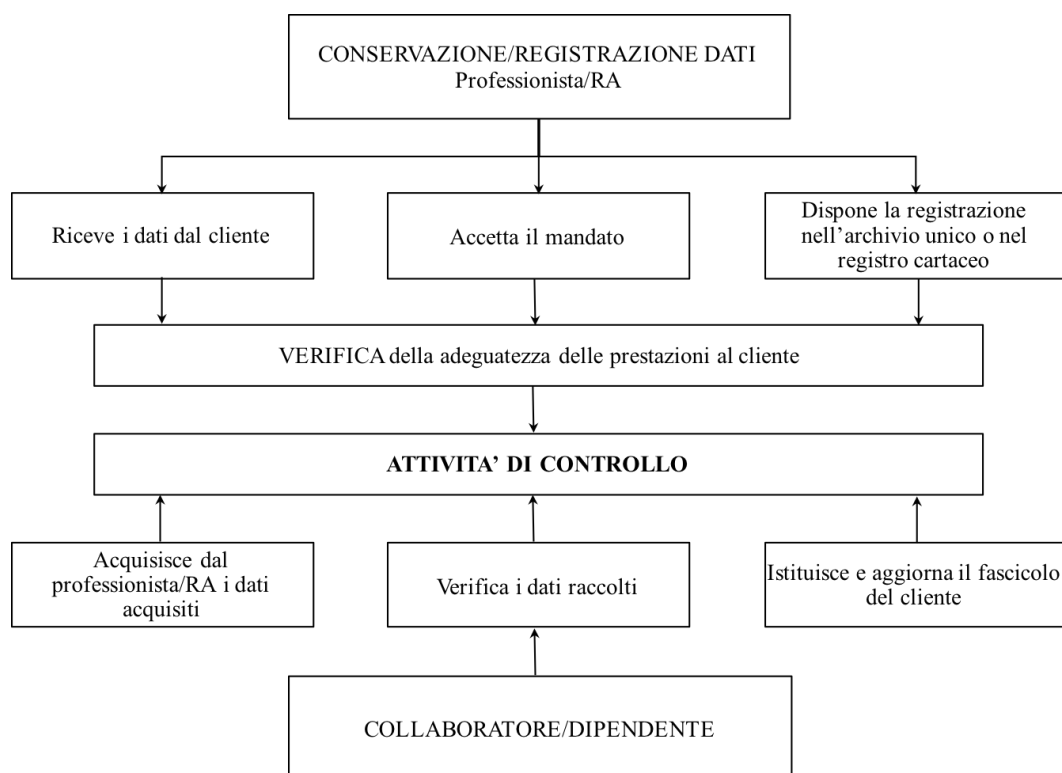 CONSERVAZIONE/REGISTRAZIONE DATI
Professionista/RA
Riceve i dati dal cliente
Accetta il mandato
Dispone la registrazione
nell’archivio unico o nel
registro cartaceo
VERIFICA della adeguatezza delle prestazioni al cliente
ATTIVITA’ DI CONTROLLO
Acquisisce dal
professionista/RA i dati
acquisiti
Verifica i dati raccolti
Istituisce e aggiorna il fascicolo
del cliente
COLLABORATORE/DIPENDENTE